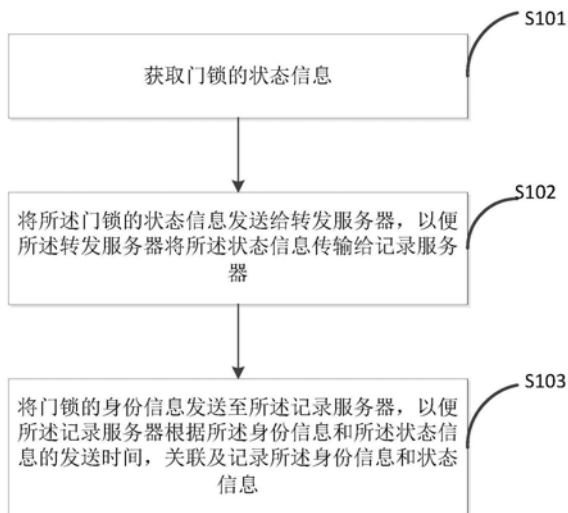 S101
获取门锁的状态信息
S102
将所述门锁的状态信息发送给转发服务器，以便
所述转发服务器将所述状态信息传输给记录服务
器
S103
将门锁的身份信息发送至所述记录服务器，以便
所述记录服务器根据所述身份信息和所述状态信
息的发送时间，关联及记录所述身份信息和状态
信息